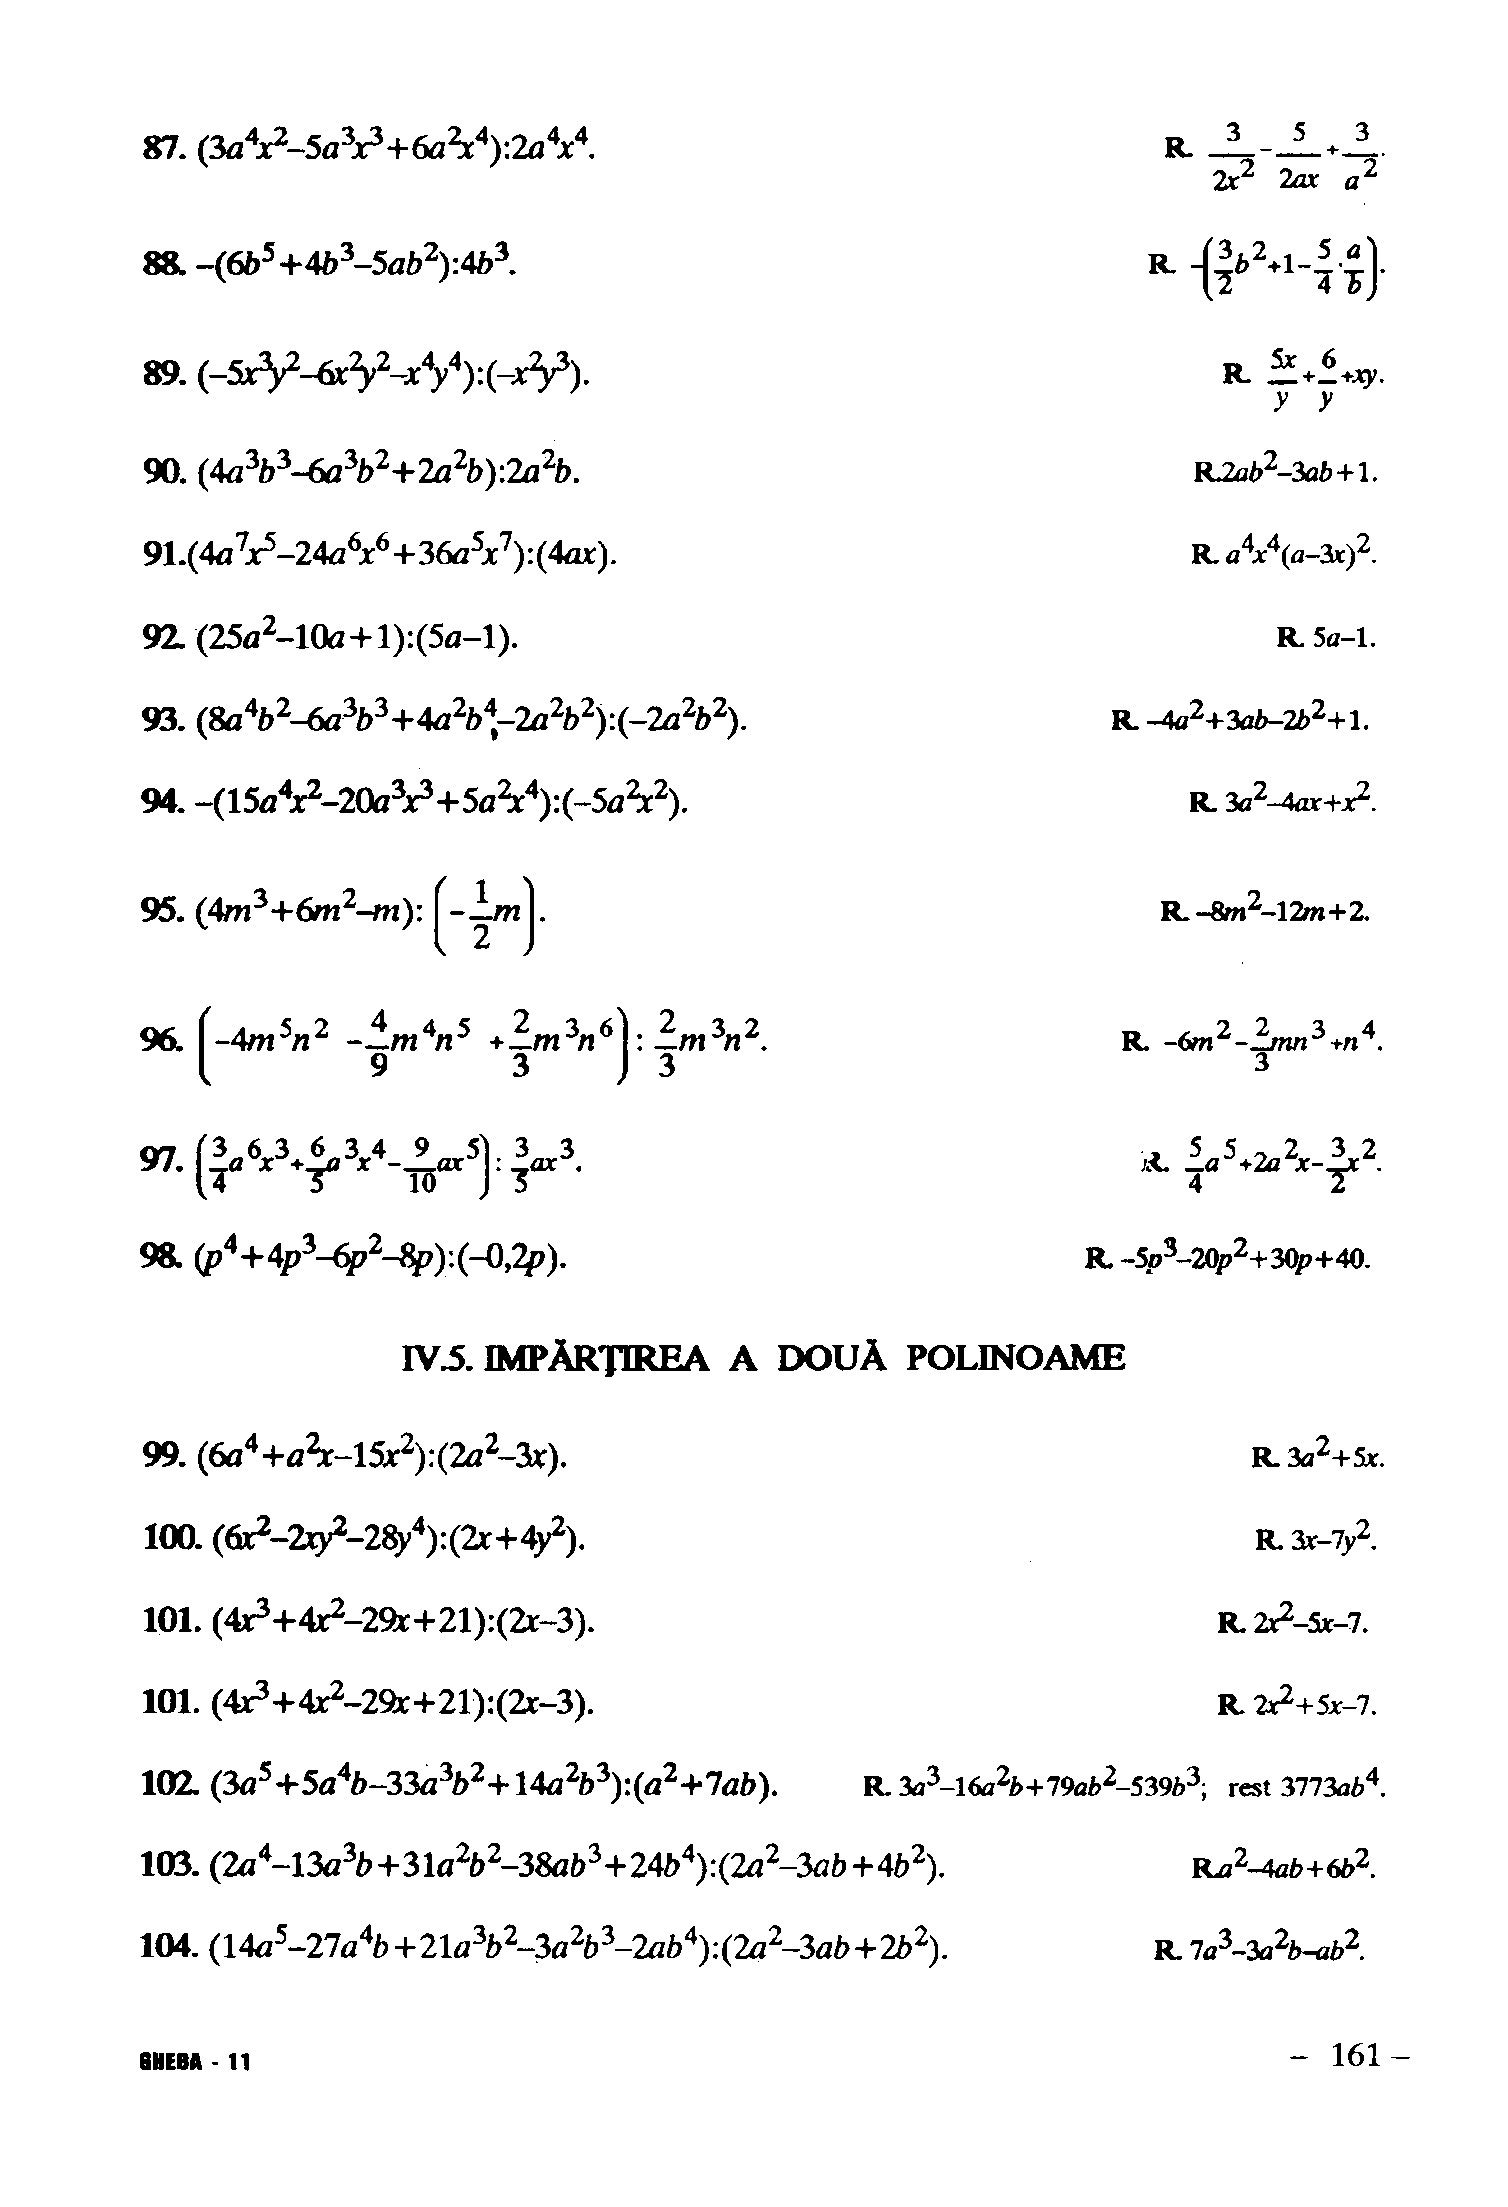 87. (3a⁴x²–5a³x³+6a²x⁴):2a⁴x⁴. R. 3/2x² - 5/2ax + 3/a².
88. –(6b⁵+4b³–5ab²):4b³. R. -(3/2 b²+1-5/4·a/b).
89. (–5x³y²–6x²y²–x⁴y⁴):(–x²y³). R. 5x/y+6/y+xy.
90. (4a³b³–6a³b²+2a²b):2a²b. R.2ab²–3ab+1.
91.(4a⁷x⁵–24a⁶x⁶+36a⁵x⁷):(4ax). R. a⁴x⁴(a–3x)².
92. (25a²–10a+1):(5a–1). R. 5a–1.
93. (8a⁴b²–6a³b³+4a²b⁴–2a²b²):(–2a²b²). R. –4a²+3ab–2b²+1.
94. –(15a⁴x²–20a³x³+5a²x⁴):(–5a²x²). R. 3a²–4ax+x².
95. (4m³+6m²–m): (-1/2 m). R. –8m²–12m+2.
96. (-4m⁵n² -4/9 m⁴n⁵ +2/3 m³n⁶): 2/3 m³n². R. -6m²-2/3 mn³+n⁴.
97. (3/4 a⁶x³+6/5 a³x⁴-9/10 ax⁵): 3/5 ax³. R. 5/4 a⁵+2a²x-3/2 x².
98. (p⁴+4p³–6p²–8p):(–0,2p). R. –5p³–20p²+30p+40.
IV.5. IMPĂRŢIREA A DOUĂ POLINOAME
99. (6a⁴+a²x–15x²):(2a²–3x). R. 3a²+5x.
100. (6x²–2xy²–28y⁴):(2x+4y²). R. 3x–7y².
101. (4x³+4x²–29x+21):(2x–3). R. 2x²–5x–7.
101. (4x³+4x²–29x+21):(2x–3). R. 2x²+5x–7.
102. (3a⁵+5a⁴b–33a³b²+14a²b³):(a²+7ab). R. 3a³–16a²b+79ab²–539b³; rest 3773ab⁴.
103. (2a⁴–13a³b+31a²b²–38ab³+24b⁴):(2a²–3ab+4b²). R.a²–4ab+6b².
104. (14a⁵–27a⁴b+21a³b²–3a²b³–2ab⁴):(2a²–3ab+2b²). R. 7a³–3a²b–ab².
GHEBA - 11 – 161 –